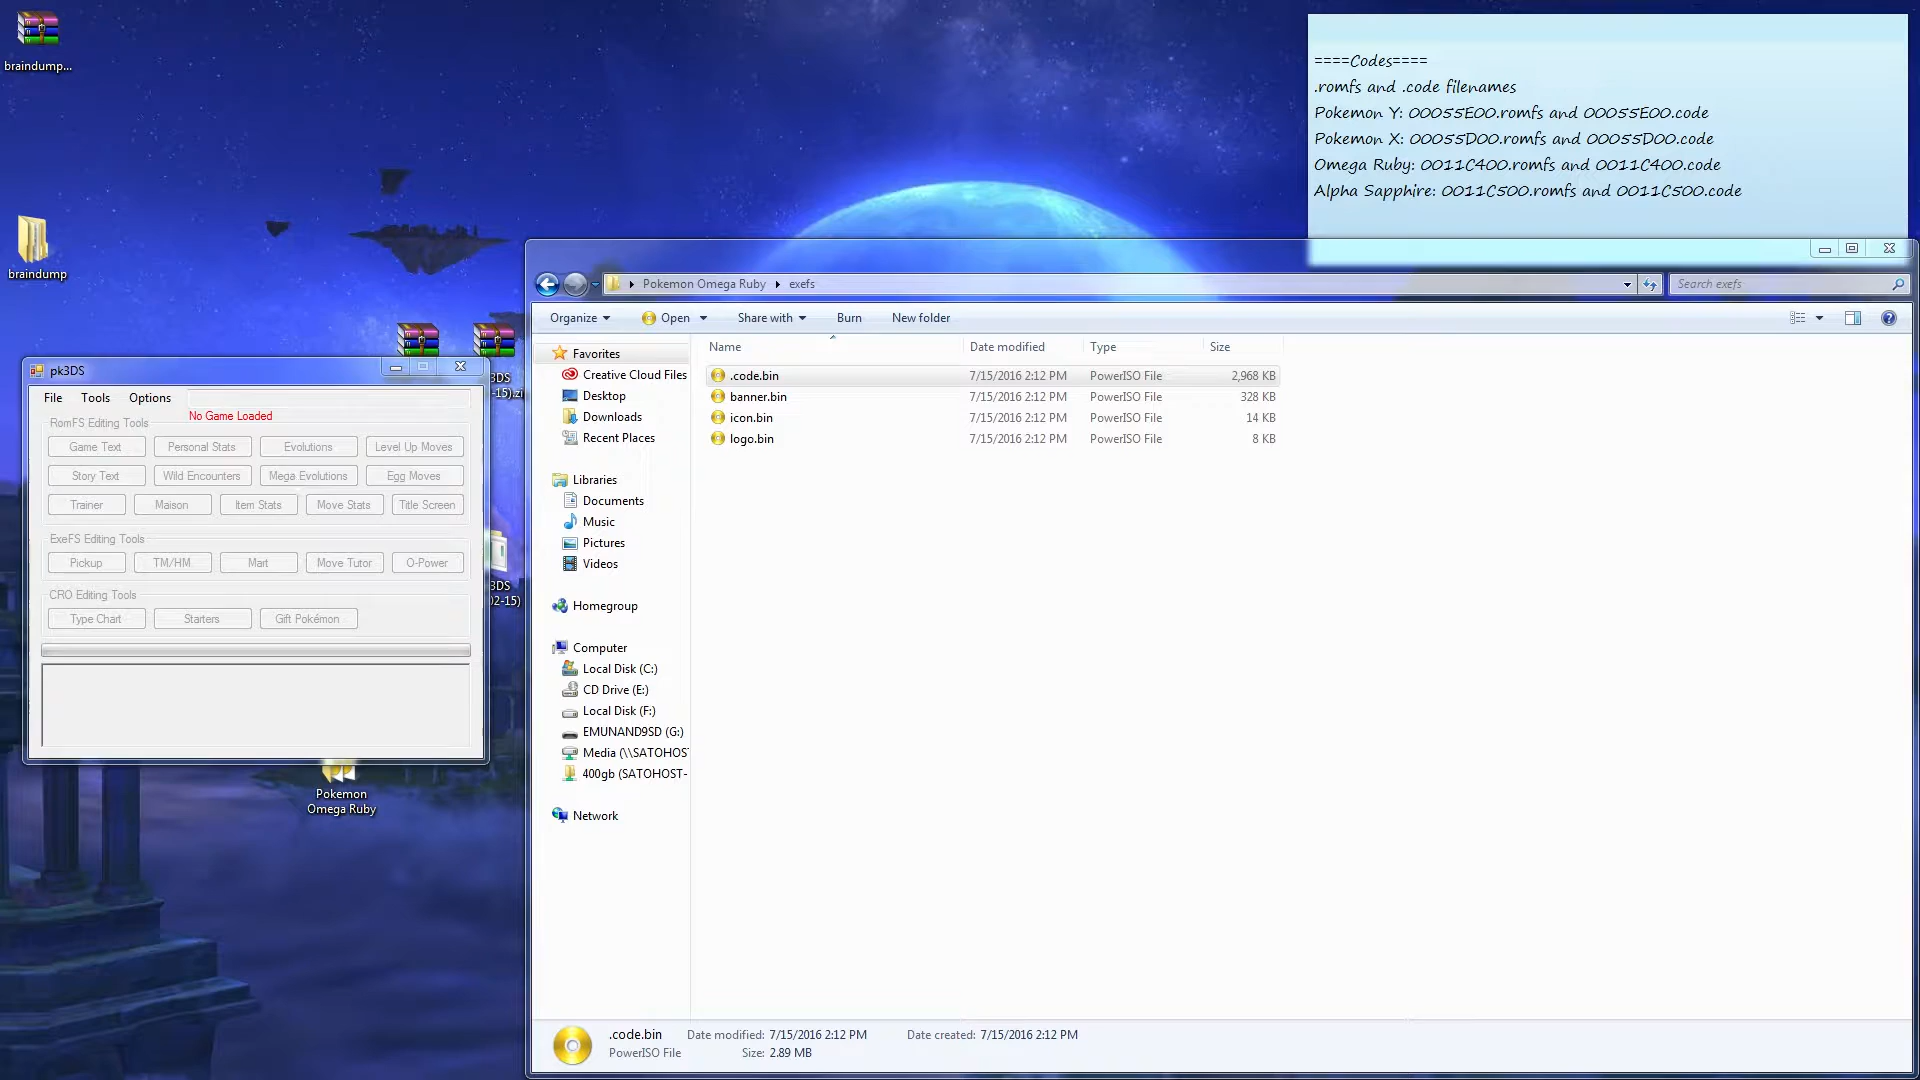 braindump...
braindump
3DS
-15).zi
3DS
02-15)
Pokemon
Omega Ruby
====Codes====
.romfs and .code filenames
Pokemon Y: 00055E00.romfs and 00055E00.code
Pokemon X: 00055D00.romfs and 00055D00.code
Omega Ruby: 0011C400.romfs and 0011C400.code
Alpha Sapphire: 0011C500.romfs and 0011C500.code
pk3DS
File Tools Options
No Game Loaded
RomFS Editing Tools
Game Text Personal Stats Evolutions Level Up Moves
Story Text Wild Encounters Mega Evolutions Egg Moves
Trainer Maison Item Stats Move Stats Title Screen
ExeFS Editing Tools
Pickup TM/HM Mart Move Tutor O-Power
CRO Editing Tools
Type Chart Starters Gift Pokémon
Pokemon Omega Ruby exefs
Search exefs
Organize Open Share with Burn New folder
Favorites
Creative Cloud Files
Desktop
Downloads
Recent Places
Libraries
Documents
Music
Pictures
Videos
Homegroup
Computer
Local Disk (C:)
CD Drive (E:)
Local Disk (F:)
EMUNAND9SD (G:)
Media (\\SATOHOST
400gb (SATOHOST-
Network
Name Date modified Type Size
.code.bin 7/15/2016 2:12 PM PowerISO File 2,968 KB
banner.bin 7/15/2016 2:12 PM PowerISO File 328 KB
icon.bin 7/15/2016 2:12 PM PowerISO File 14 KB
logo.bin 7/15/2016 2:12 PM PowerISO File 8 KB
.code.bin Date modified: 7/15/2016 2:12 PM Date created: 7/15/2016 2:12 PM
PowerISO File Size: 2.89 MB